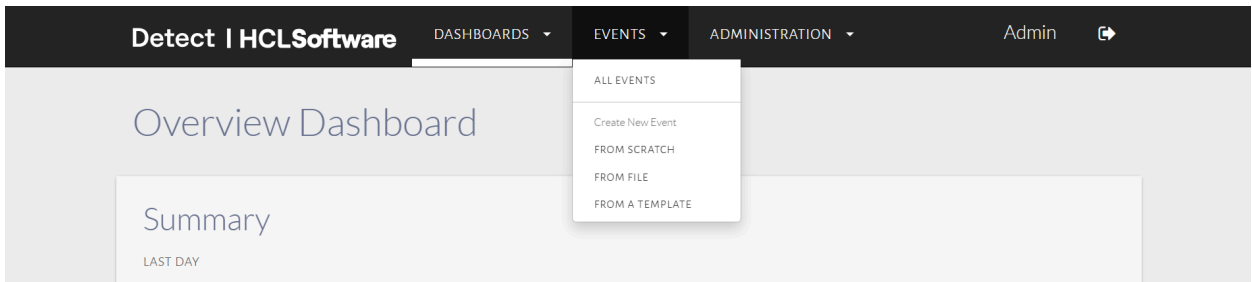 Detect | HCLSoftware DASHBOARDS EVENTS ADMINISTRATION Admin
ALL EVENTS
Create New Event
FROM SCRATCH
FROM FILE
FROM A TEMPLATE
Overview Dashboard
Summary
LAST DAY